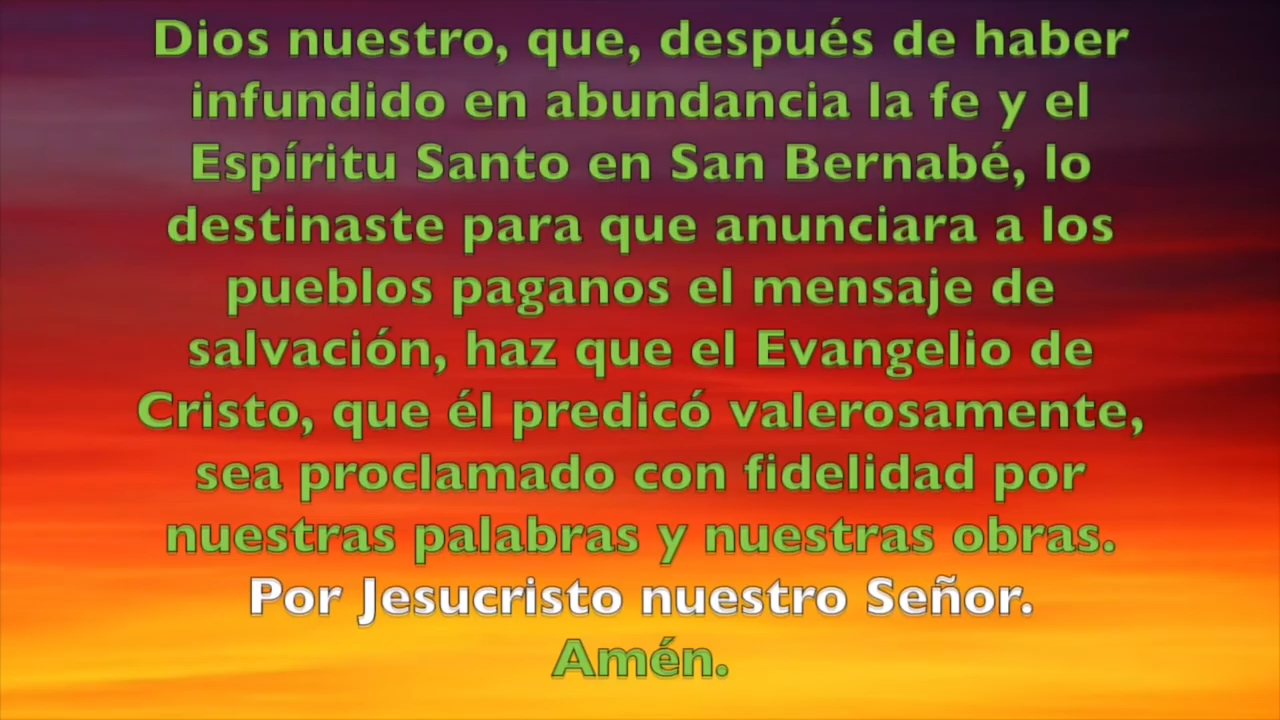 Dios nuestro, que, después de haber
infundido en abundancia la fe y el
Espíritu Santo en San Bernabé, lo
destinaste para que anunciara a los
pueblos paganos el mensaje de
salvación, haz que el Evangelio de
Cristo, que él predicó valerosamente,
sea proclamado con fidelidad por
nuestras palabras y nuestras obras.
Por Jesucristo nuestro Señor.
Amén.